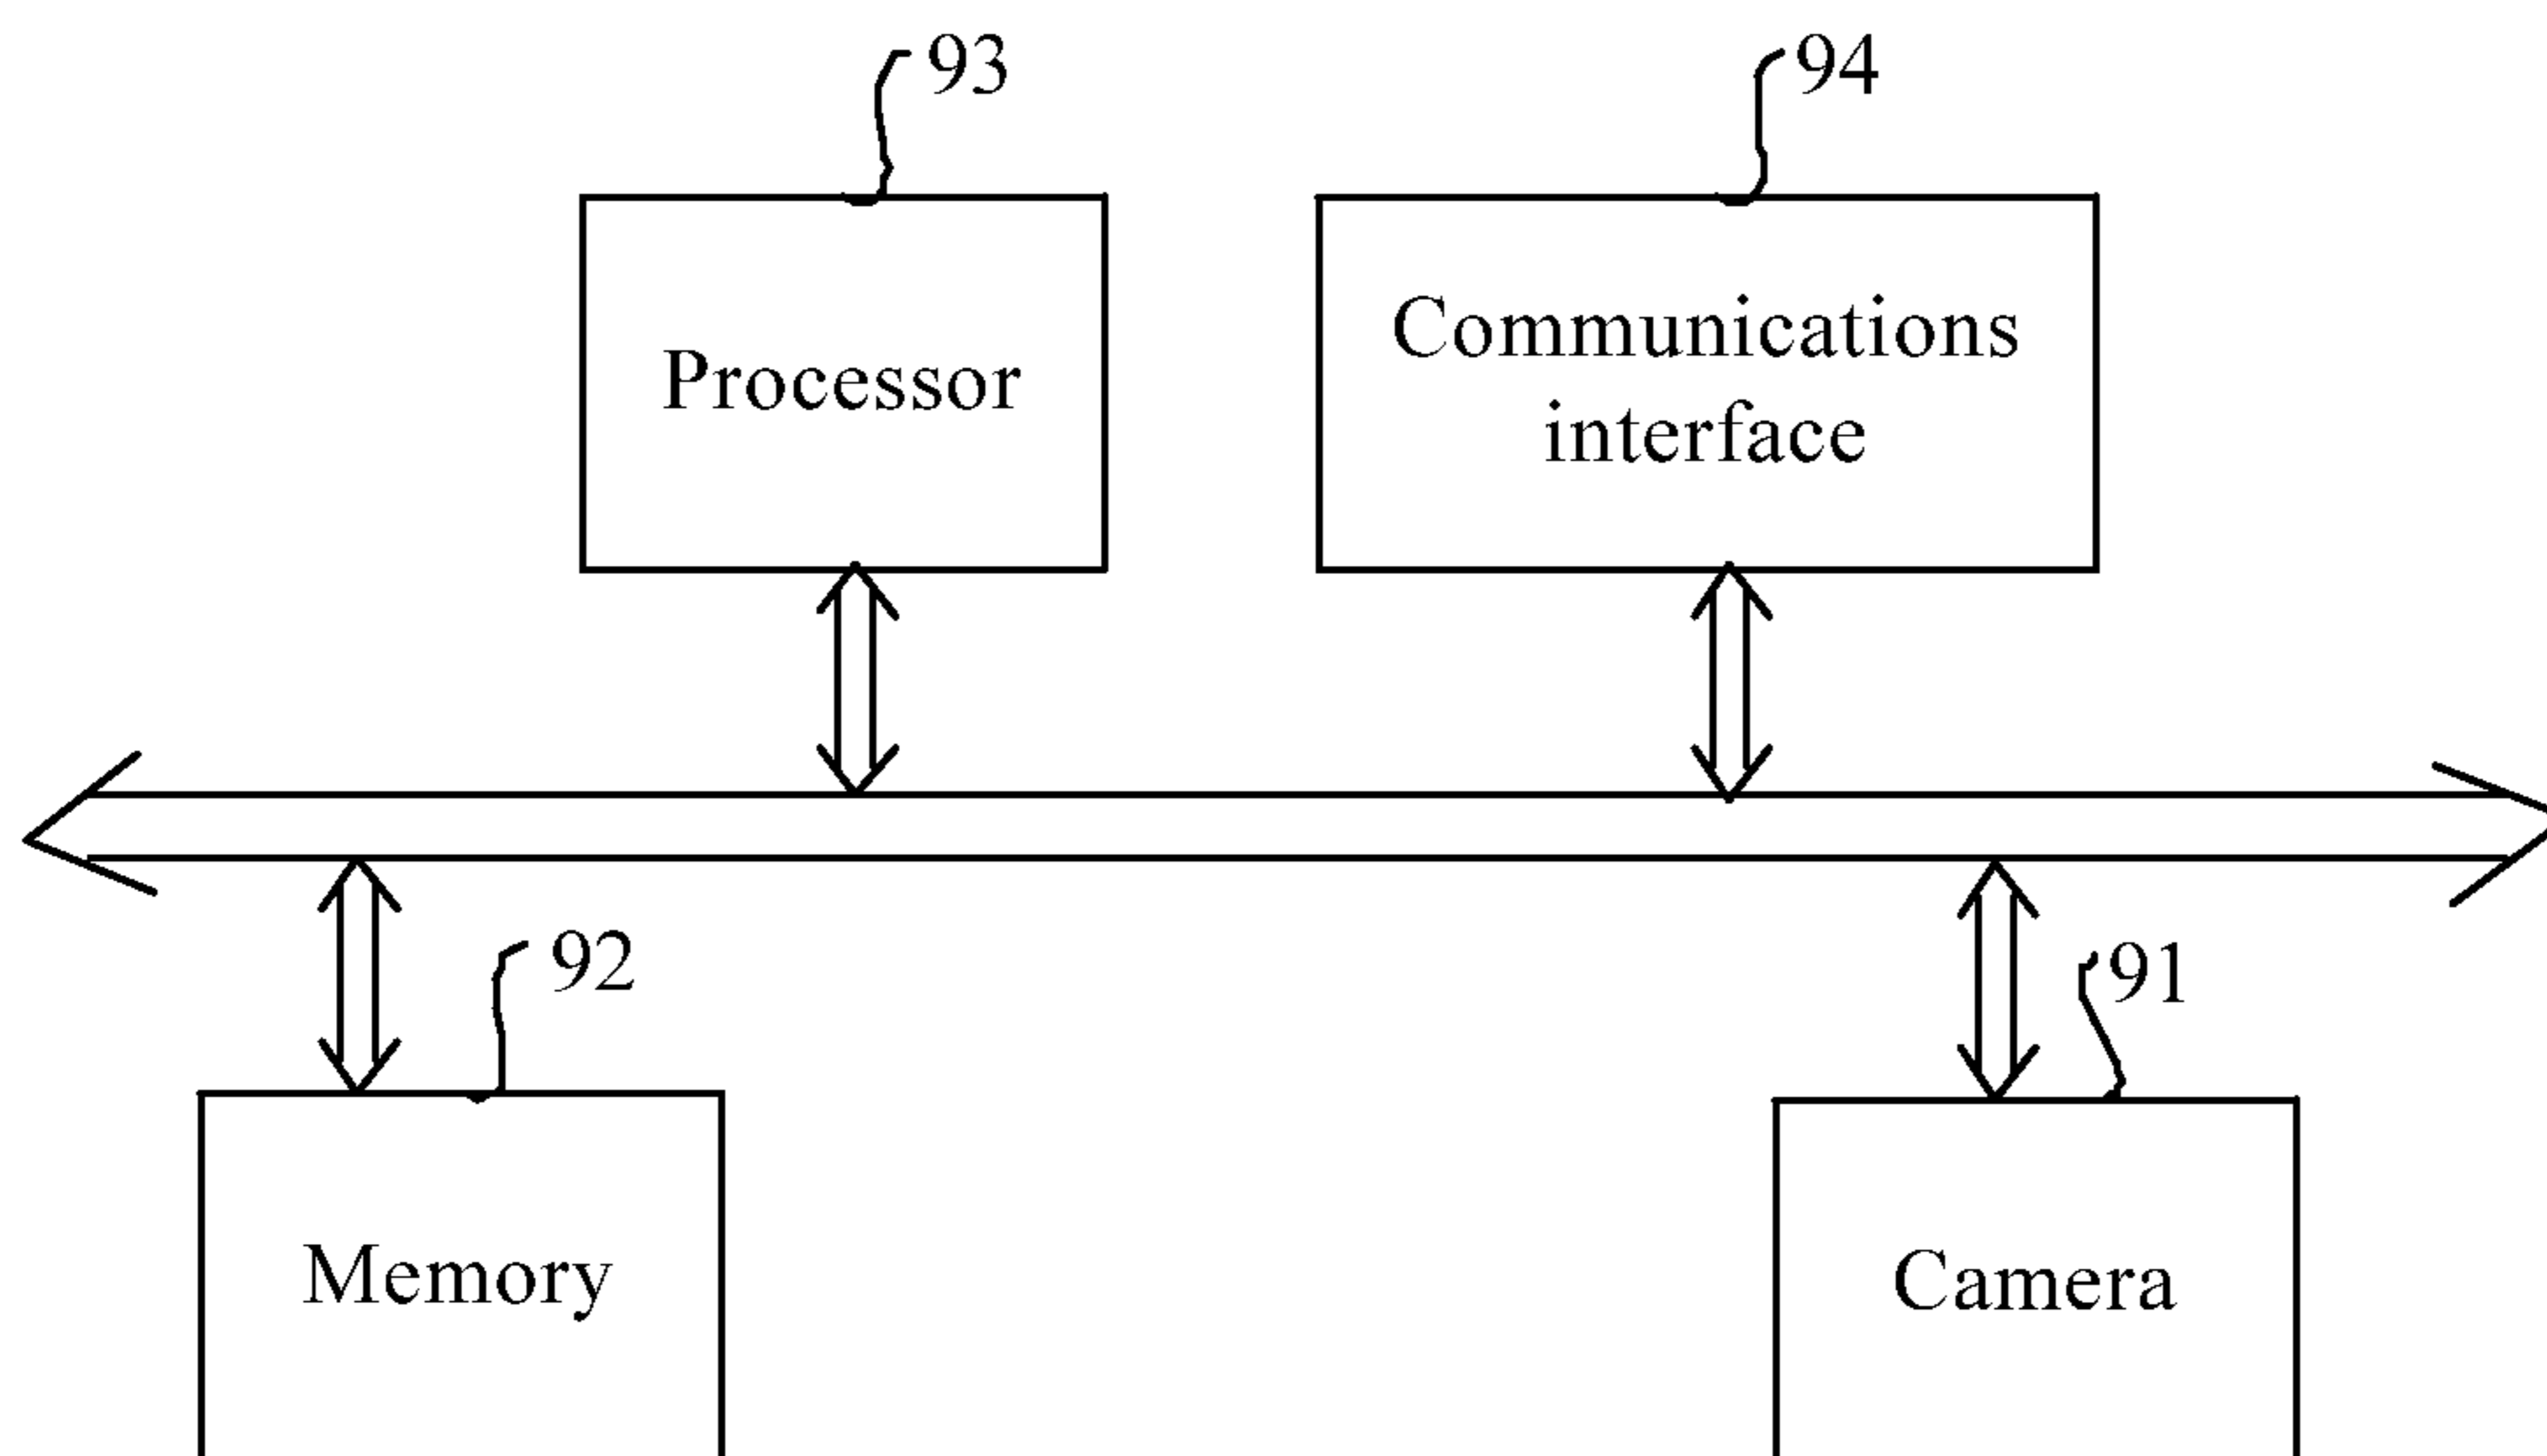 93
94
Processor
Communications
interface
92
91
Memory
Camera